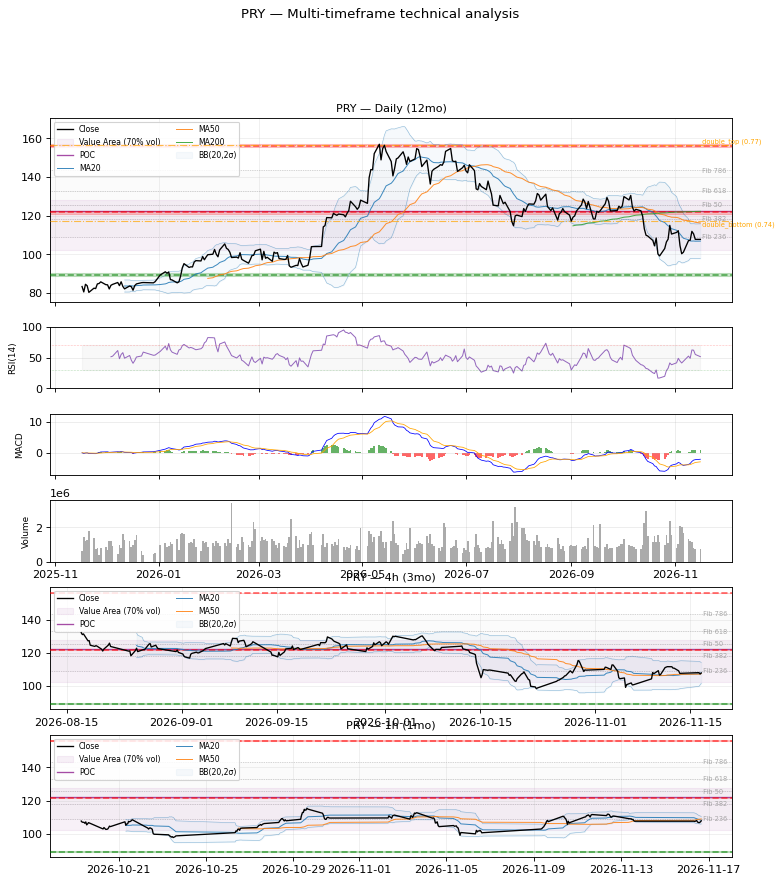 PRY — Multi-timeframe technical analysis
PRY — Daily (12mo)
Close
Value Area (70% vol)
POC
MA20
MA50
MA200
BB(20,2σ)
160
140
120
100
80
double_top (0.77)
Fib 786
Fib 618
Fib 50
Fib 382
double_bottom (0.74)
Fib 236
RSI(14)
100
50
0
MACD
10
0
1e6
Volume
2
0
2025-11
2026-01
2026-03
2026-05
2026-07
2026-09
2026-11
PRY — 4h (3mo)
Close
Value Area (70% vol)
POC
MA20
MA50
BB(20,2σ)
140
120
100
Fib 786
Fib 618
Fib 50
Fib 382
Fib 236
2026-08-15
2026-09-01
2026-09-15
2026-10-01
2026-10-15
2026-11-01
2026-11-15
PRY — 1h (1mo)
Close
Value Area (70% vol)
POC
MA20
MA50
BB(20,2σ)
140
120
100
Fib 786
Fib 618
Fib 50
Fib 382
Fib 236
2026-10-21
2026-10-25
2026-10-29
2026-11-01
2026-11-05
2026-11-09
2026-11-13
2026-11-17